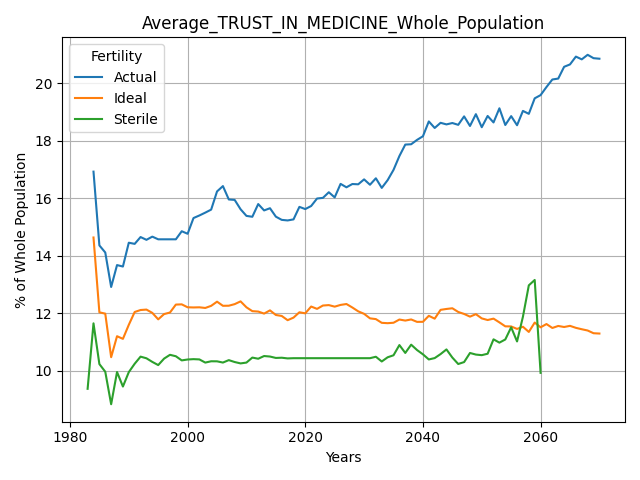 Average_TRUST_IN_MEDICINE_Whole_Population
Fertility
Actual
Ideal
Sterile
% of Whole Population
20
18
16
14
12
10
1980
2000
2020
2040
2060
Years